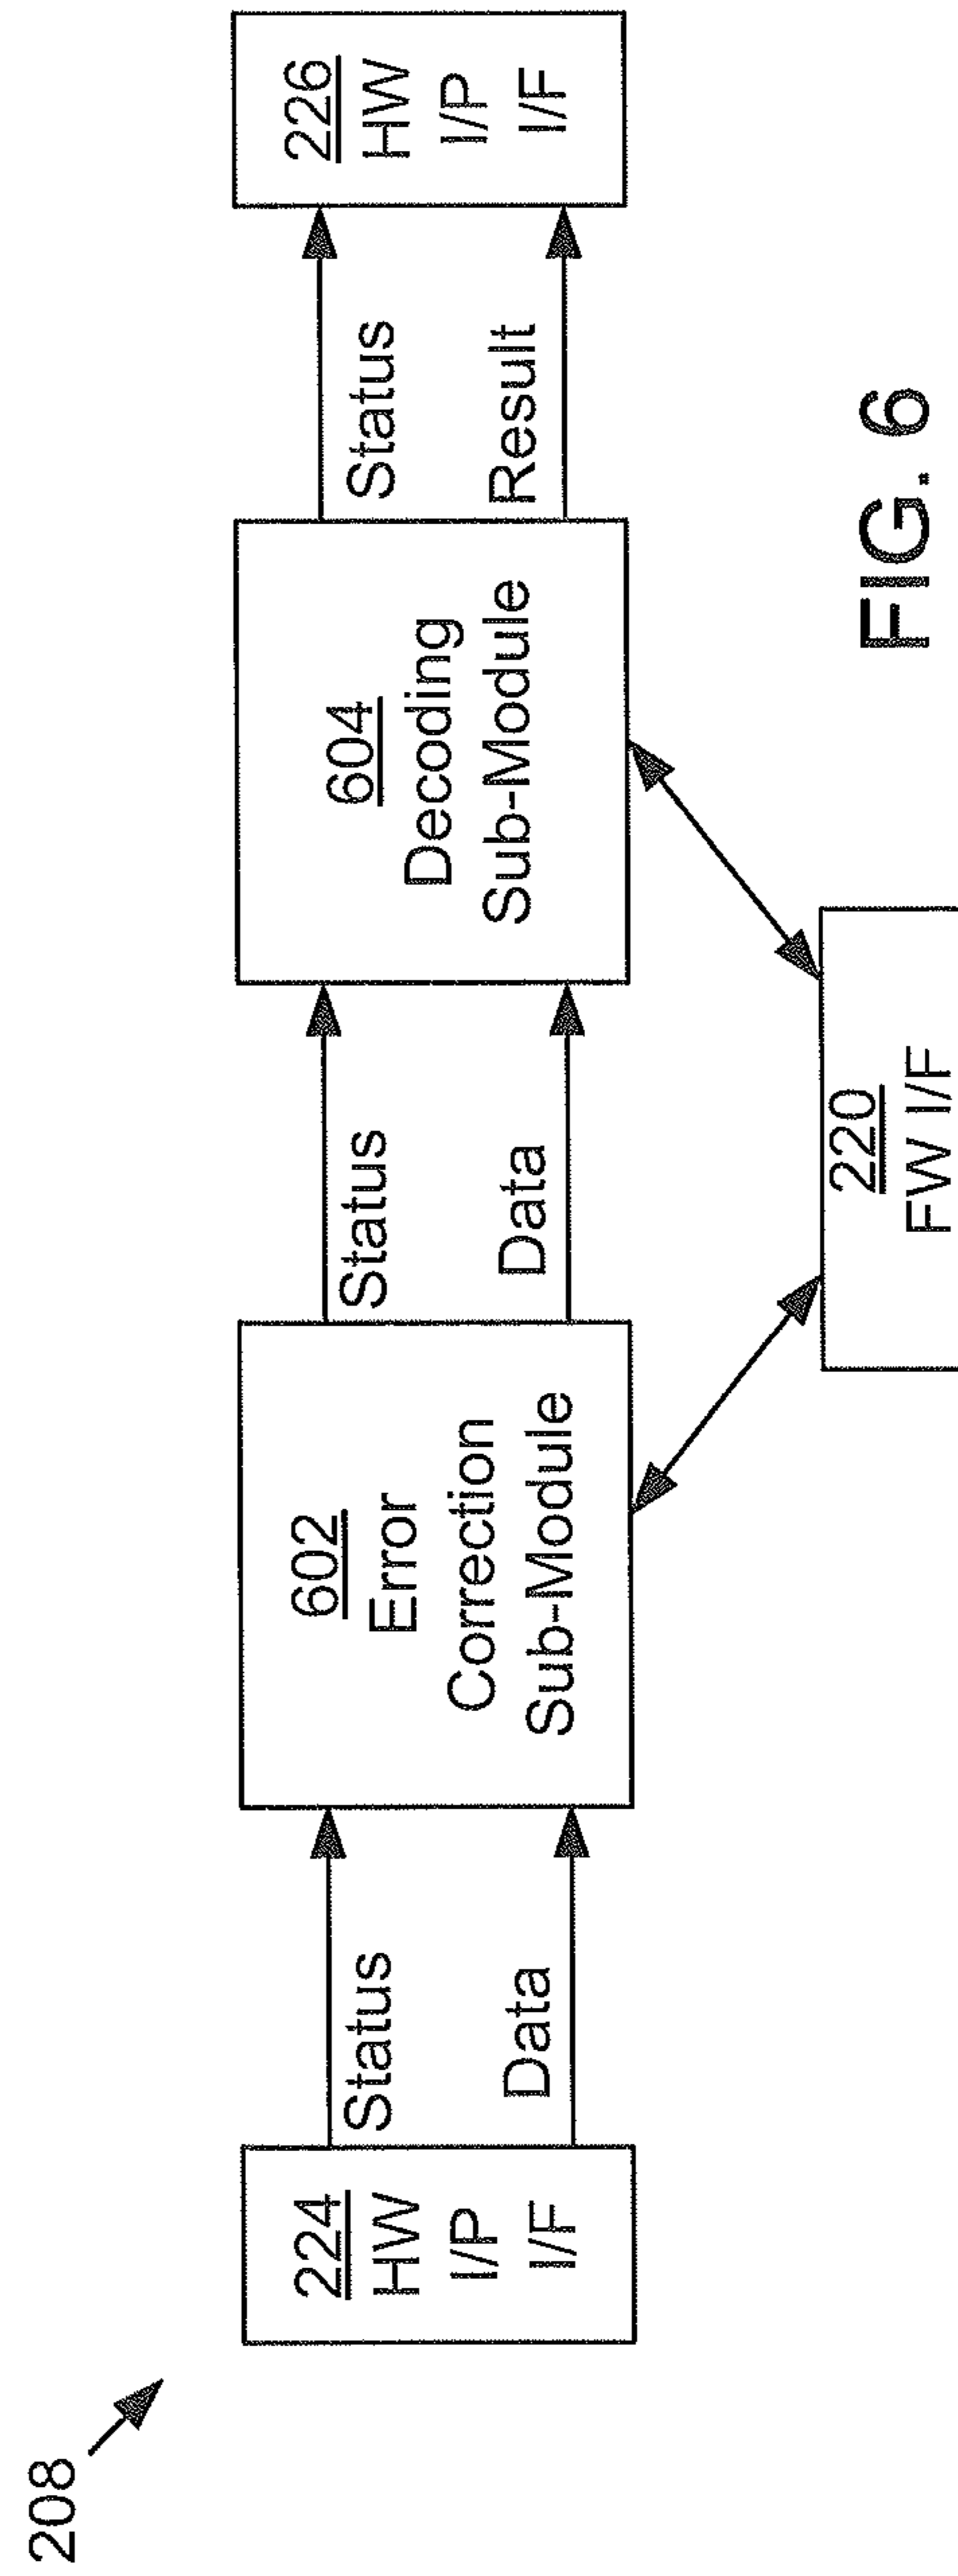 208
224
HW
I/P
I/F
Status
Data
602
Error
Correction
Sub-Module
Status
Data
604
Decoding
Sub-Module
Status
Result
226
HW
I/P
I/F
220
FW I/F
FIG. 6